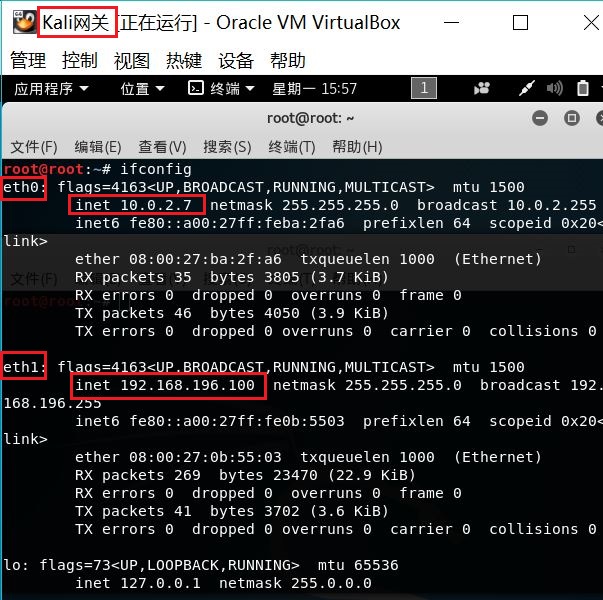 Kali网关 [正在运行] - Oracle VM VirtualBox
管理 控制 视图 热键 设备 帮助
应用程序 位置 终端 星期一 15:57 1
root@root: ~
文件(F) 编辑(E) 查看(V) 搜索(S) 终端(T) 帮助(H)
root@root:~# ifconfig
eth0: flags=4163<UP,BROADCAST,RUNNING,MULTICAST> mtu 1500
inet 10.0.2.7 netmask 255.255.255.0 broadcast 10.0.2.255
inet6 fe80::a00:27ff:feba:2fa6 prefixlen 64 scopeid 0x20<
link>
ether 08:00:27:ba:2f:a6 txqueuelen 1000 (Ethernet)
RX packets 35 bytes 3805 (3.7 KiB)
RX errors 0 dropped 0 overruns 0 frame 0
TX packets 46 bytes 4050 (3.9 KiB)
TX errors 0 dropped 0 overruns 0 carrier 0 collisions 0
eth1: flags=4163<UP,BROADCAST,RUNNING,MULTICAST> mtu 1500
inet 192.168.196.100 netmask 255.255.255.0 broadcast 192.
168.196.255
inet6 fe80::a00:27ff:fe0b:5503 prefixlen 64 scopeid 0x20<
link>
ether 08:00:27:0b:55:03 txqueuelen 1000 (Ethernet)
RX packets 269 bytes 23470 (22.9 KiB)
RX errors 0 dropped 0 overruns 0 frame 0
TX packets 41 bytes 3702 (3.6 KiB)
TX errors 0 dropped 0 overruns 0 carrier 0 collisions 0
lo: flags=73<UP,LOOPBACK,RUNNING> mtu 65536
inet 127.0.0.1 netmask 255.0.0.0